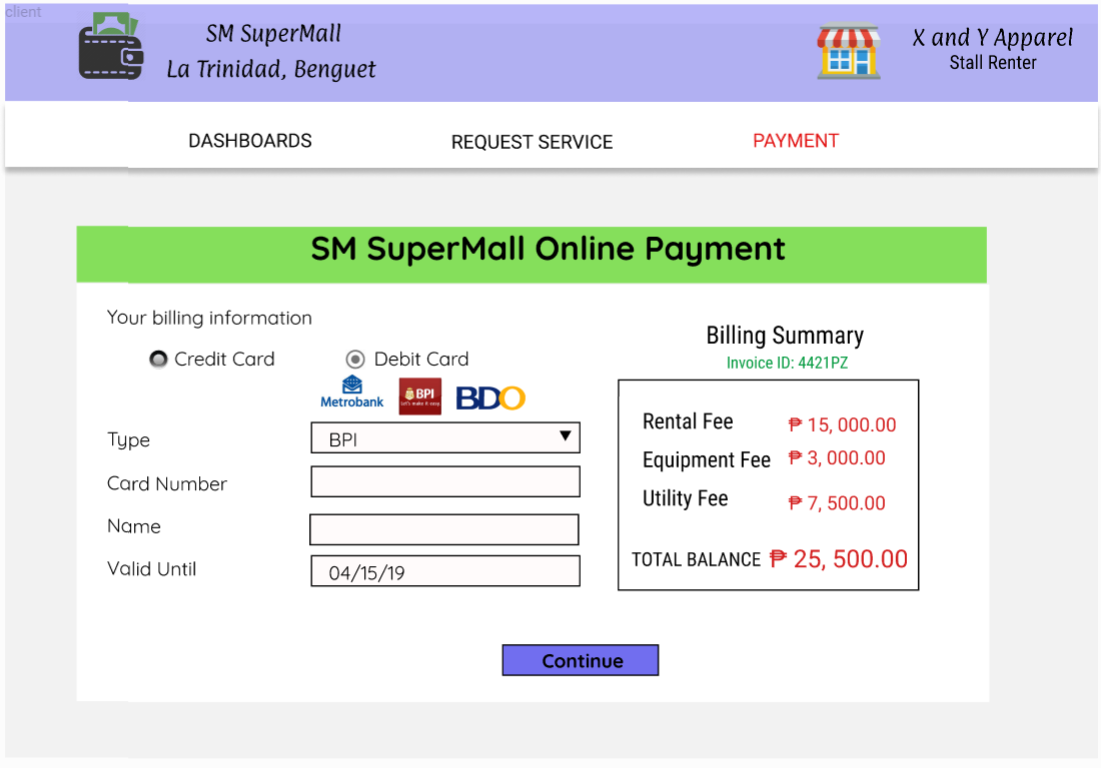 client
SM SuperMall
La Trinidad, Benguet
X and Y Apparel
Stall Renter
DASHBOARDS
REQUEST SERVICE
PAYMENT
SM SuperMall Online Payment
Your billing information
Credit Card
Debit Card
Metrobank
BPI
BDO
Type
BPI
Card Number
Name
Valid Until
04/15/19
Billing Summary
Invoice ID: 4421PZ
Rental Fee ₱ 15, 000.00
Equipment Fee ₱ 3, 000.00
Utility Fee ₱ 7, 500.00
TOTAL BALANCE ₱ 25, 500.00
Continue